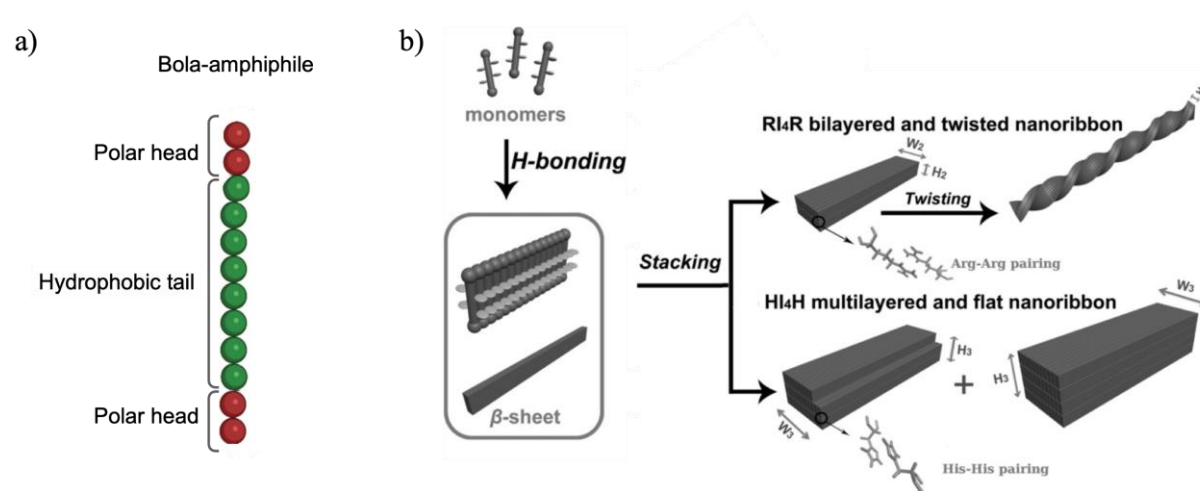 a)
Bola-amphiphile
Polar head
Hydrophobic tail
Polar head
b)
monomers
H-bonding
β-sheet
Stacking
RI₄R bilayered and twisted nanoribbon
W₂
H₂
Twisting
Arg-Arg pairing
HI₄H multilayered and flat nanoribbon
H₃
W₃
+
H₃
W₃
His-His pairing